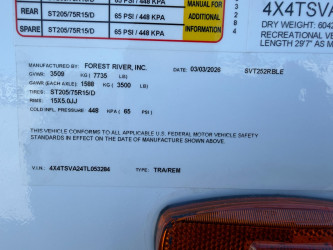 REAR ST205/75R15/D 65 PSI / 448 KPA
SPARE ST205/75R15/D 65 PSI / 448 KPA
MANUAL FOR
ADDITIONAL
INFORMATION
4X4TSVA
DRY WEIGHT: 604
RECREATIONAL VE
LENGTH 29'7" AS M
MANUFACTURED BY: FOREST RIVER, INC. DATE: 03/03/2026 SVT252RBLE
GVWR: 3509 KG ( 7735 LB)
GAWR (EACH AXLE): 1588 KG ( 3500 LB)
TIRES: ST205/75R15/D
RIMS: 15X5.0JJ
COLD INFL. PRESSURE: 448 KPA ( 65 PSI )
THIS VEHICLE CONFORMS TO ALL APPLICABLE U.S. FEDERAL MOTOR VEHICLE SAFETY
STANDARDS IN EFFECT ON THE DATE OF MANUFACTURE SHOWN ABOVE.
V.I.N.: 4X4TSVA24TL053284 TYPE: TRA/REM